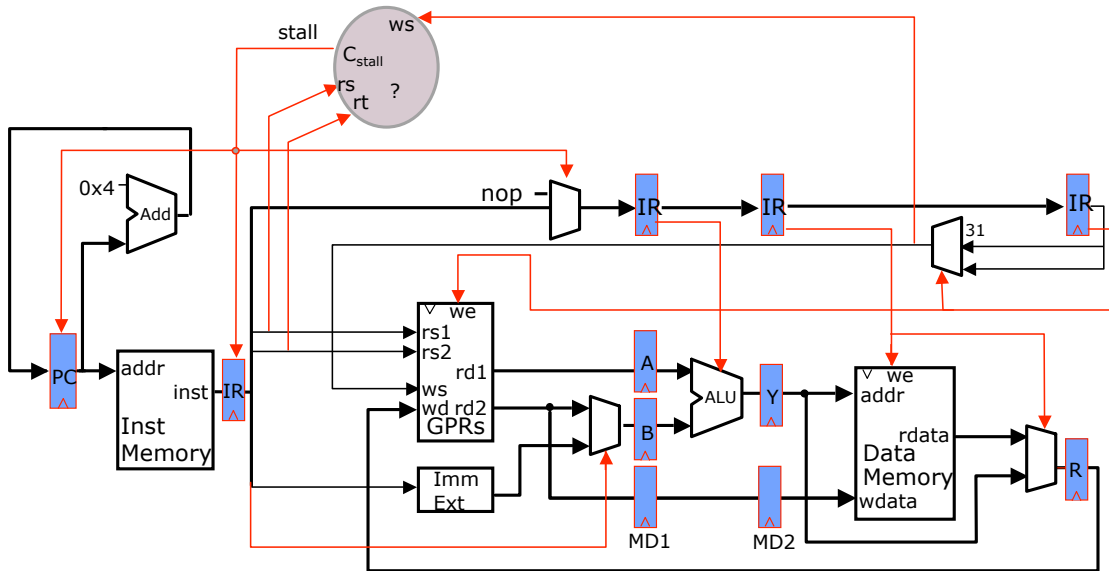 ws
stall
C_stall
rs
?
rt
0x4
Add
nop
IR
IR
IR
31
we
rs1
rs2
rd1
ws
wd rd2
GPRs
PC
addr
inst
Inst
Memory
IR
A
B
ALU
Y
we
addr
rdata
Data
Memory
wdata
R
Imm
Ext
MD1
MD2